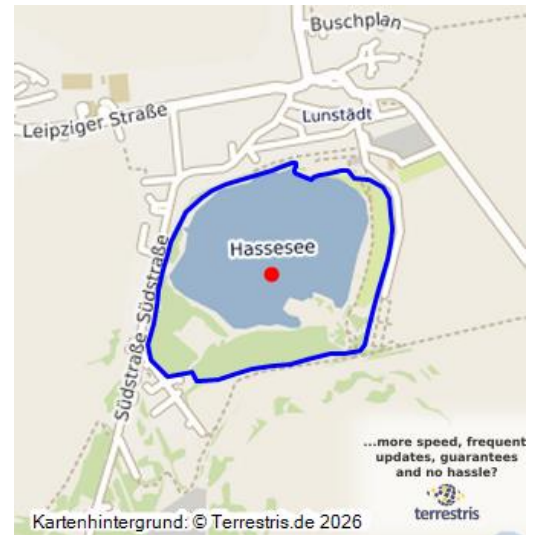 Buschplan
Leipziger Straße
Lunstädt
Hassesee
Südstraße
Südstraße
...more speed, frequent
updates, guarantees
and no hassle?
terrestris
Kartenhintergrund: © Terrestris.de 2026